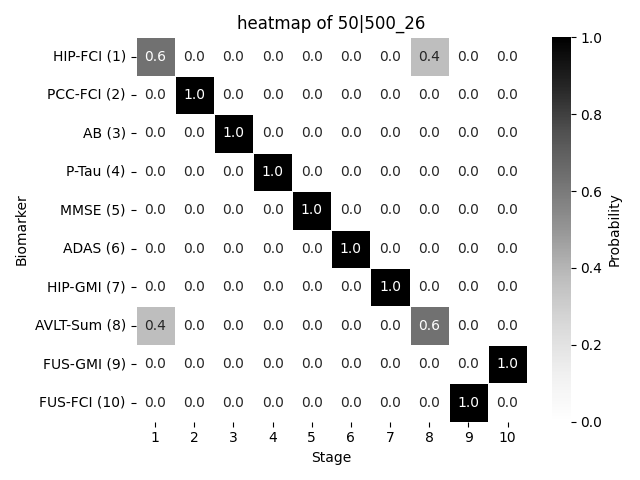 heatmap of 50|500_26
Biomarker
HIP-FCI (1) 0.6 0.0 0.0 0.0 0.0 0.0 0.0 0.4 0.0 0.0
PCC-FCI (2) 0.0 1.0 0.0 0.0 0.0 0.0 0.0 0.0 0.0 0.0
AB (3) 0.0 0.0 1.0 0.0 0.0 0.0 0.0 0.0 0.0 0.0
P-Tau (4) 0.0 0.0 0.0 1.0 0.0 0.0 0.0 0.0 0.0 0.0
MMSE (5) 0.0 0.0 0.0 0.0 1.0 0.0 0.0 0.0 0.0 0.0
ADAS (6) 0.0 0.0 0.0 0.0 0.0 1.0 0.0 0.0 0.0 0.0
HIP-GMI (7) 0.0 0.0 0.0 0.0 0.0 0.0 1.0 0.0 0.0 0.0
AVLT-Sum (8) 0.4 0.0 0.0 0.0 0.0 0.0 0.0 0.6 0.0 0.0
FUS-GMI (9) 0.0 0.0 0.0 0.0 0.0 0.0 0.0 0.0 0.0 1.0
FUS-FCI (10) 0.0 0.0 0.0 0.0 0.0 0.0 0.0 0.0 1.0 0.0
1 2 3 4 5 6 7 8 9 10
Stage
1.0
0.8
0.6
0.4
0.2
0.0
Probability